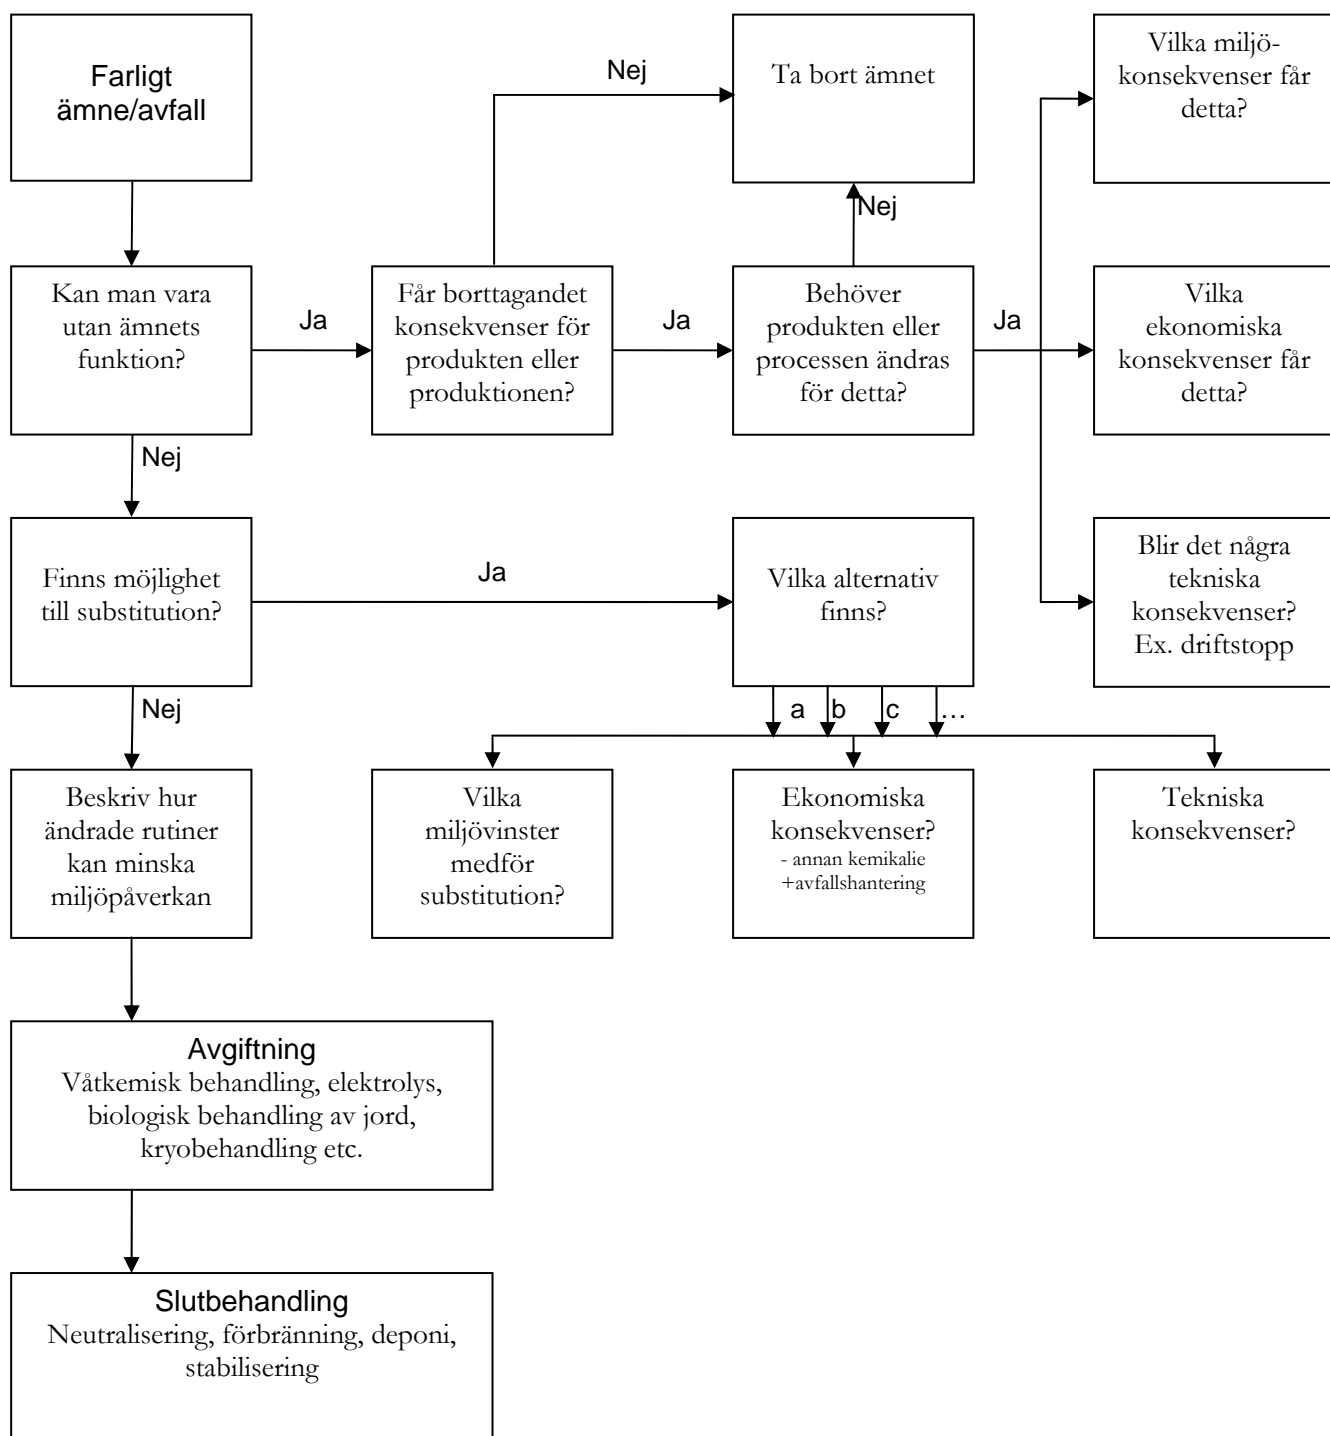 Farligt
ämne/avfall
Nej
Ta bort ämnet
Vilka miljö-
konsekvenser får
detta?
Nej
Kan man vara
utan ämnets
funktion?
Ja
Får borttagandet
konsekvenser för
produkten eller
produktionen?
Ja
Behöver
produkten eller
processen ändras
för detta?
Ja
Vilka
ekonomiska
konsekvenser får
detta?
Nej
Finns möjlighet
till substitution?
Ja
Vilka alternativ
finns?
Blir det några
tekniska
konsekvenser?
Ex. driftstopp
Nej
a b c ...
Beskriv hur
ändrade rutiner
kan minska
miljöpåverkan
Vilka
miljövinster
medför
substitution?
Ekonomiska
konsekvenser?
- annan kemikalie
+avfallshantering
Tekniska
konsekvenser?
Avgiftning
Våtkemisk behandling, elektrolys,
biologisk behandling av jord,
kryobehandling etc.
Slutbehandling
Neutralisering, förbränning, deponi,
stabilisering